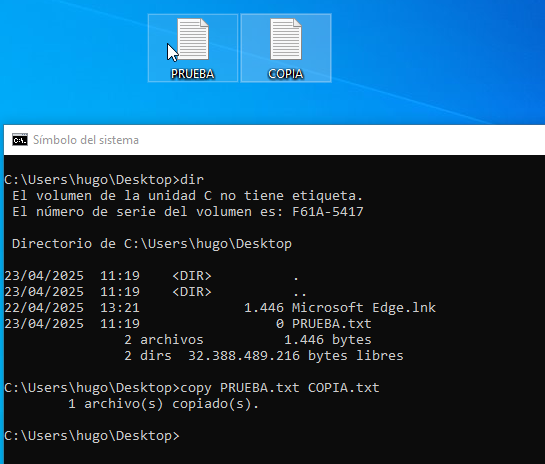 PRUEBA COPIA
Símbolo del sistema
C:\Users\hugo\Desktop>dir
 El volumen de la unidad C no tiene etiqueta.
 El número de serie del volumen es: F61A-5417
 Directorio de C:\Users\hugo\Desktop
23/04/2025  11:19    <DIR>          .
23/04/2025  11:19    <DIR>          ..
22/04/2025  13:21             1.446 Microsoft Edge.lnk
23/04/2025  11:19                 0 PRUEBA.txt
               2 archivos          1.446 bytes
               2 dirs  32.388.489.216 bytes libres
C:\Users\hugo\Desktop>copy PRUEBA.txt COPIA.txt
        1 archivo(s) copiado(s).
C:\Users\hugo\Desktop>